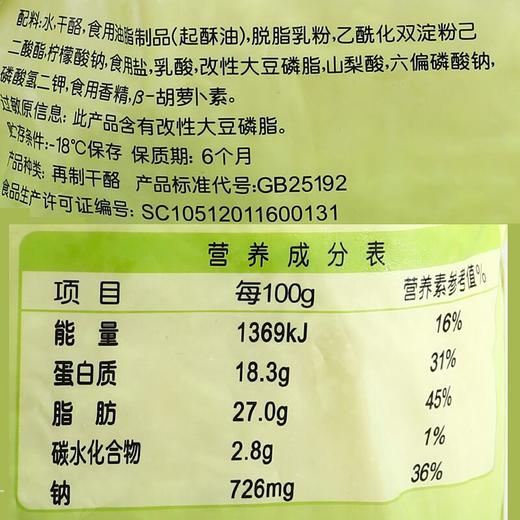 配料:水,干酪,食用油脂制品(起酥油),脱脂乳粉,乙酰化双淀粉己
二酸酯,柠檬酸钠,食用盐,乳酸,改性大豆磷脂,山梨酸,六偏磷酸钠,
磷酸氢二钾,食用香精,β-胡萝卜素。
过敏原信息:此产品含有改性大豆磷脂。
贮存条件:-18℃保存 保质期:6个月
产品种类:再制干酪 产品标准代号:GB25192
食品生产许可证编号:SC10512011600131
营养成分表
项目 每100g 营养素参考值%
能量 1369kJ 16%
蛋白质 18.3g 31%
脂肪 27.0g 45%
碳水化合物 2.8g 1%
钠 726mg 36%